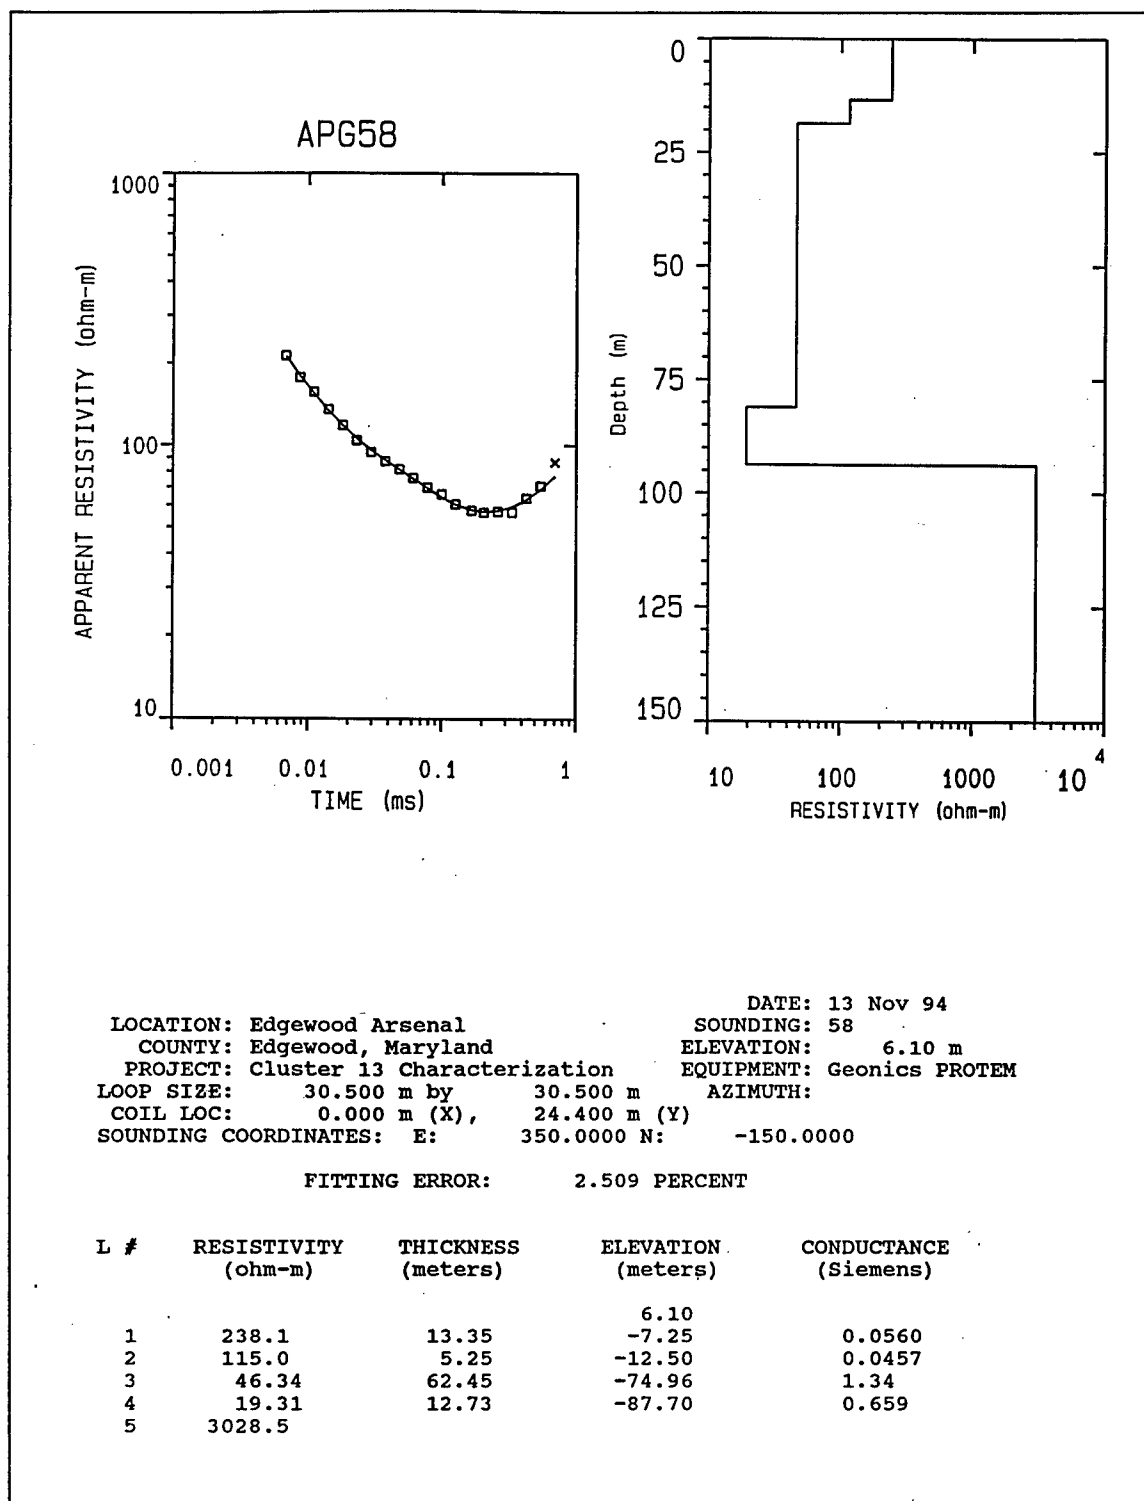 APG58
1000
100
10
APPARENT RESISTIVITY (ohm-m)
0.001 0.01 0.1 1
TIME (ms)
0
25
50
75
100
125
150
Depth (m)
10 100 1000 10^4
RESISTIVITY (ohm-m)
DATE: 13 Nov 94
LOCATION: Edgewood Arsenal SOUNDING: 58
COUNTY: Edgewood, Maryland ELEVATION: 6.10 m
PROJECT: Cluster 13 Characterization EQUIPMENT: Geonics PROTEM
LOOP SIZE: 30.500 m by 30.500 m AZIMUTH:
COIL LOC: 0.000 m (X), 24.400 m (Y)
SOUNDING COORDINATES: E: 350.0000 N: -150.0000
FITTING ERROR: 2.509 PERCENT
L # RESISTIVITY THICKNESS ELEVATION CONDUCTANCE
(ohm-m) (meters) (meters) (Siemens)
6.10
1 238.1 13.35 -7.25 0.0560
2 115.0 5.25 -12.50 0.0457
3 46.34 62.45 -74.96 1.34
4 19.31 12.73 -87.70 0.659
5 3028.5